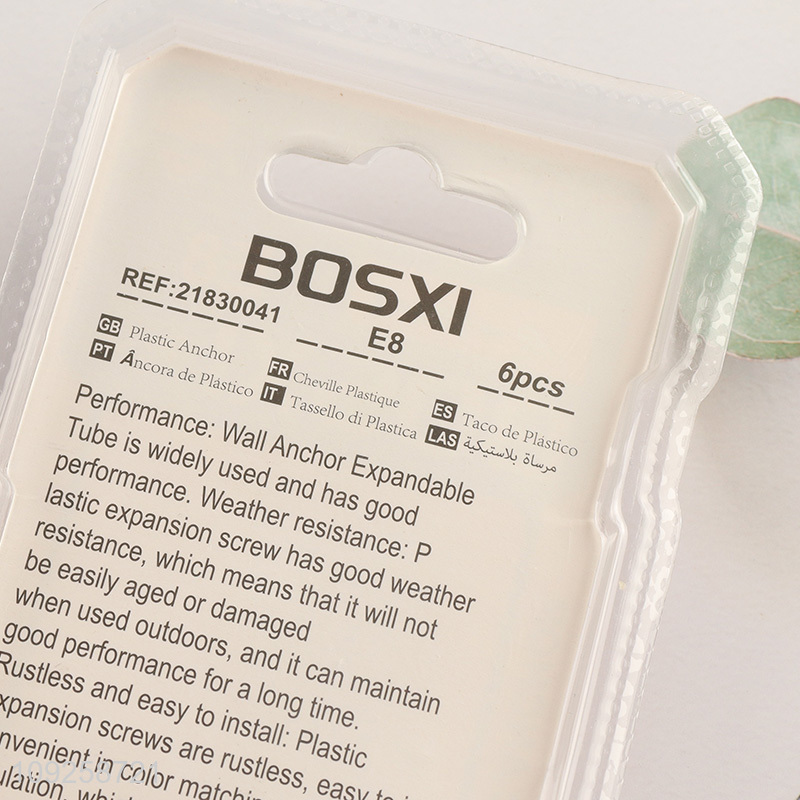 BOSXI
REF:21830041
E8
6pcs
GB Plastic Anchor
FR Cheville Plastique
ES Taco de Plástico
PT Âncora de Plástico
IT Tassello di Plastica
LAS مرساة بلاستيكية
Performance: Wall Anchor Expandable
Tube is widely used and has good
performance. Weather resistance: P
lastic expansion screw has good weather
resistance, which means that it will not
be easily aged or damaged
when used outdoors, and it can maintain
good performance for a long time.
Rustless and easy to install: Plastic
xpansion screws are rustless, easy to i
nvenient in color matching
ulation, whi